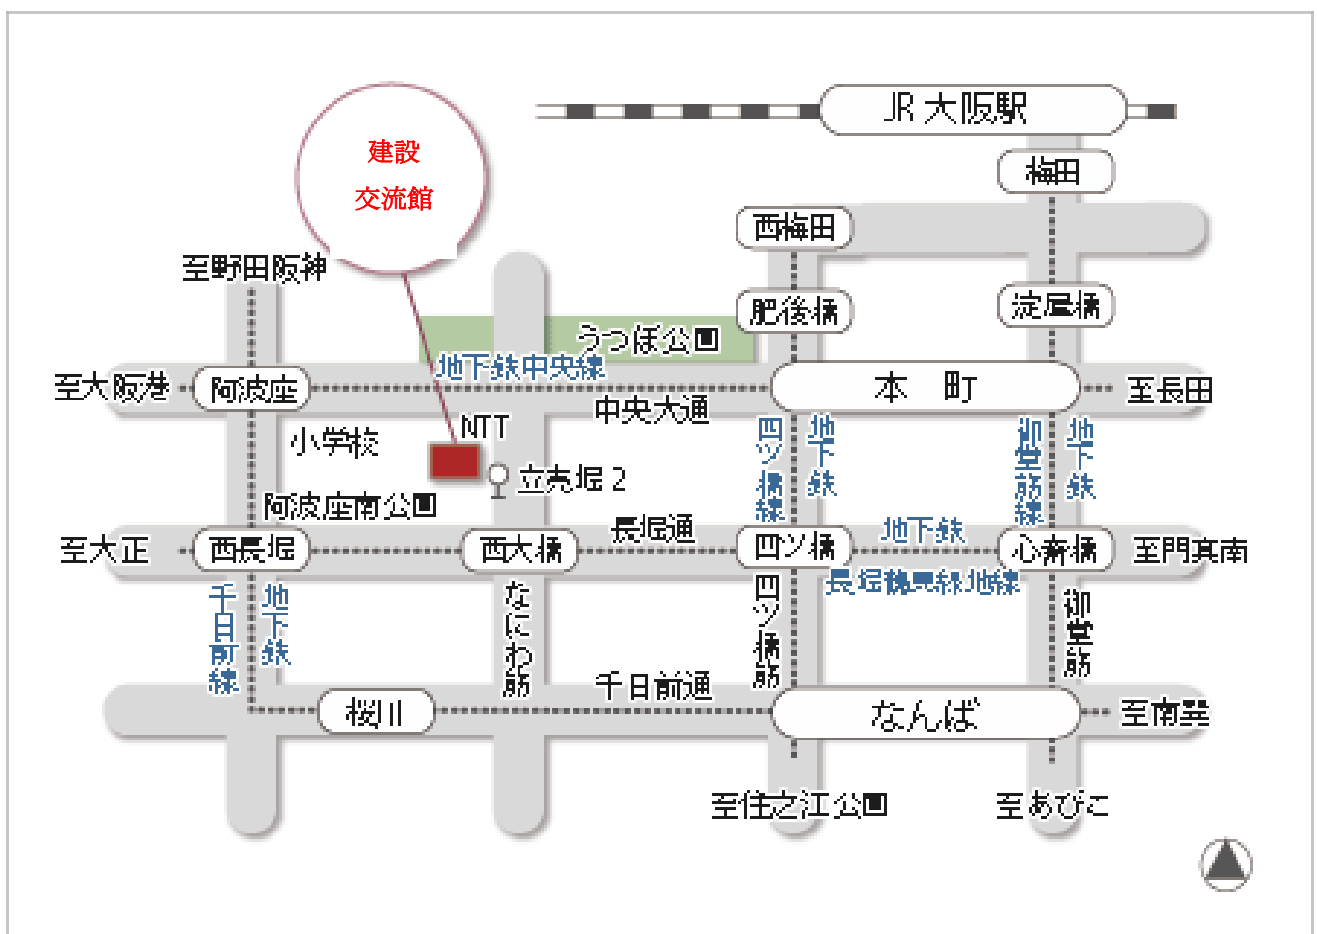 JR 大阪駅
建設
交流館
梅田
西梅田
至野田阪神
肥後橋
淀屋橋
うつぼ公園
地下鉄中央線
至大阪港
阿波座
本 町
至長田
中央大通
NTT
小学校
四ツ橋線
地下鉄
御堂筋線
地下鉄
立売堀 2
阿波座南公園
長堀通
地下鉄
至大正
西長堀
西大橋
四ツ橋
心斎橋
至門真南
長堀鶴見緑地線
千日前線
地下鉄
なにわ筋
四ツ橋筋
御堂筋
千日前通
桜川
なんば
至南巽
至住之江公園
至あびこ